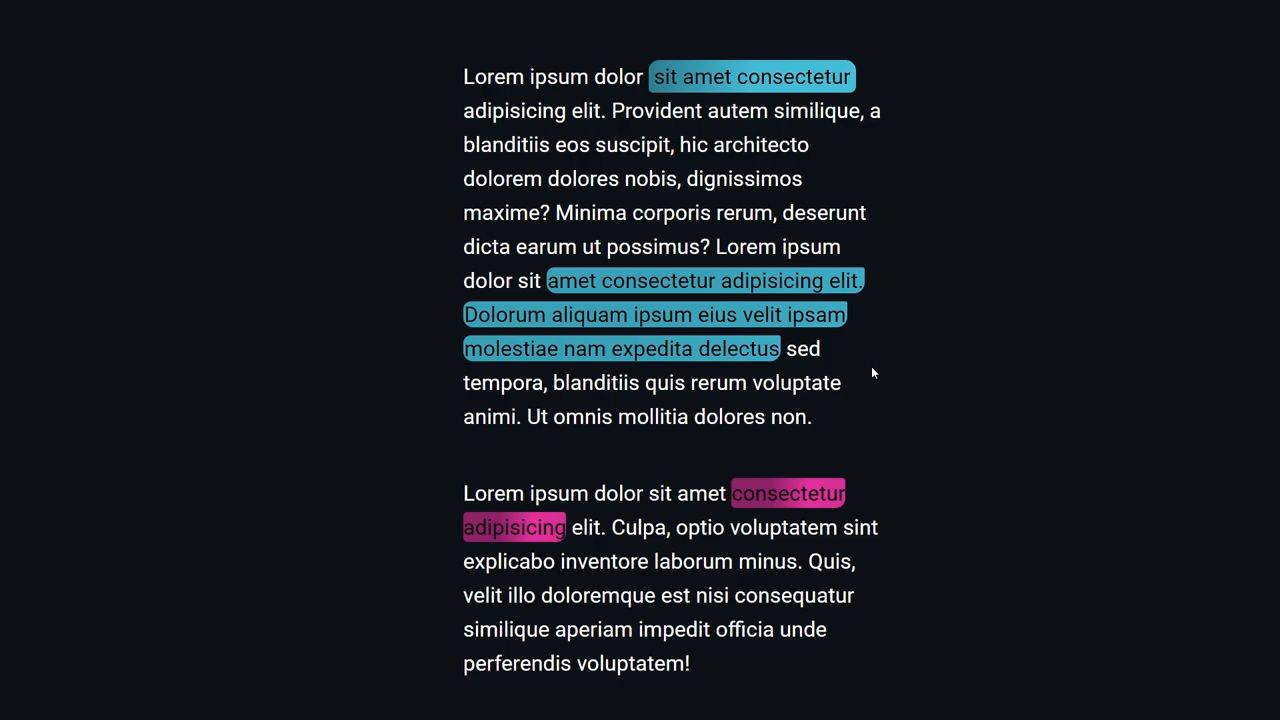 Lorem ipsum dolor sit amet consectetur
adipisicing elit. Provident autem similique, a
blanditiis eos suscipit, hic architecto
dolorem dolores nobis, dignissimos
maxime? Minima corporis rerum, deserunt
dicta earum ut possimus? Lorem ipsum
dolor sit amet consectetur adipisicing elit.
Dolorum aliquam ipsum eius velit ipsam
molestiae nam expedita delectus sed
tempora, blanditiis quis rerum voluptate
animi. Ut omnis mollitia dolores non.
Lorem ipsum dolor sit amet consectetur
adipisicing elit. Culpa, optio voluptatem sint
explicabo inventore laborum minus. Quis,
velit illo doloremque est nisi consequatur
similique aperiam impedit officia unde
perferendis voluptatem!